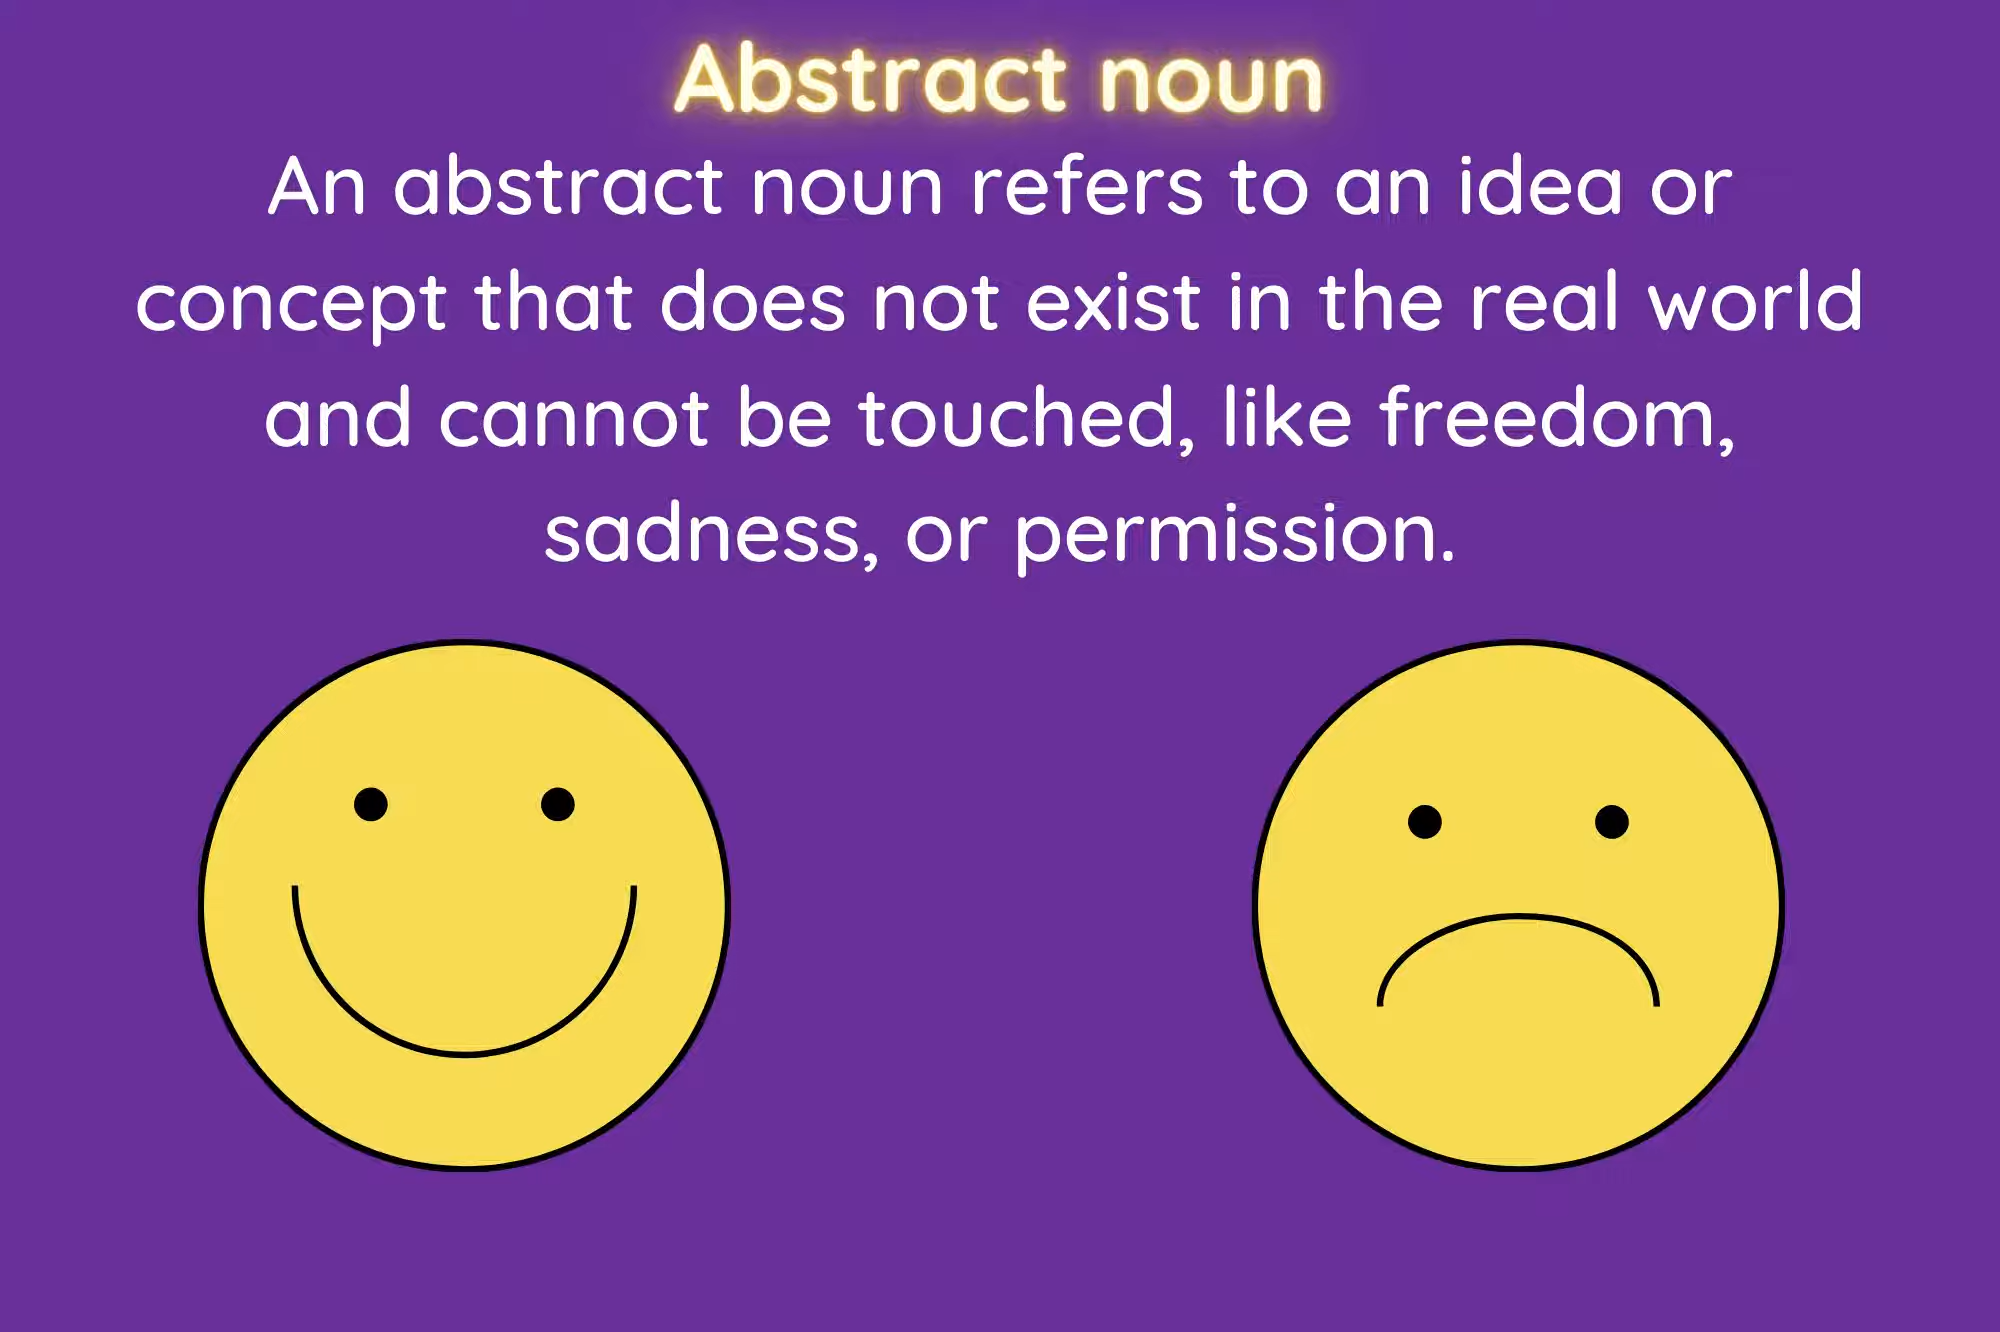 Abstract noun
An abstract noun refers to an idea or
concept that does not exist in the real world
and cannot be touched, like freedom,
sadness, or permission.